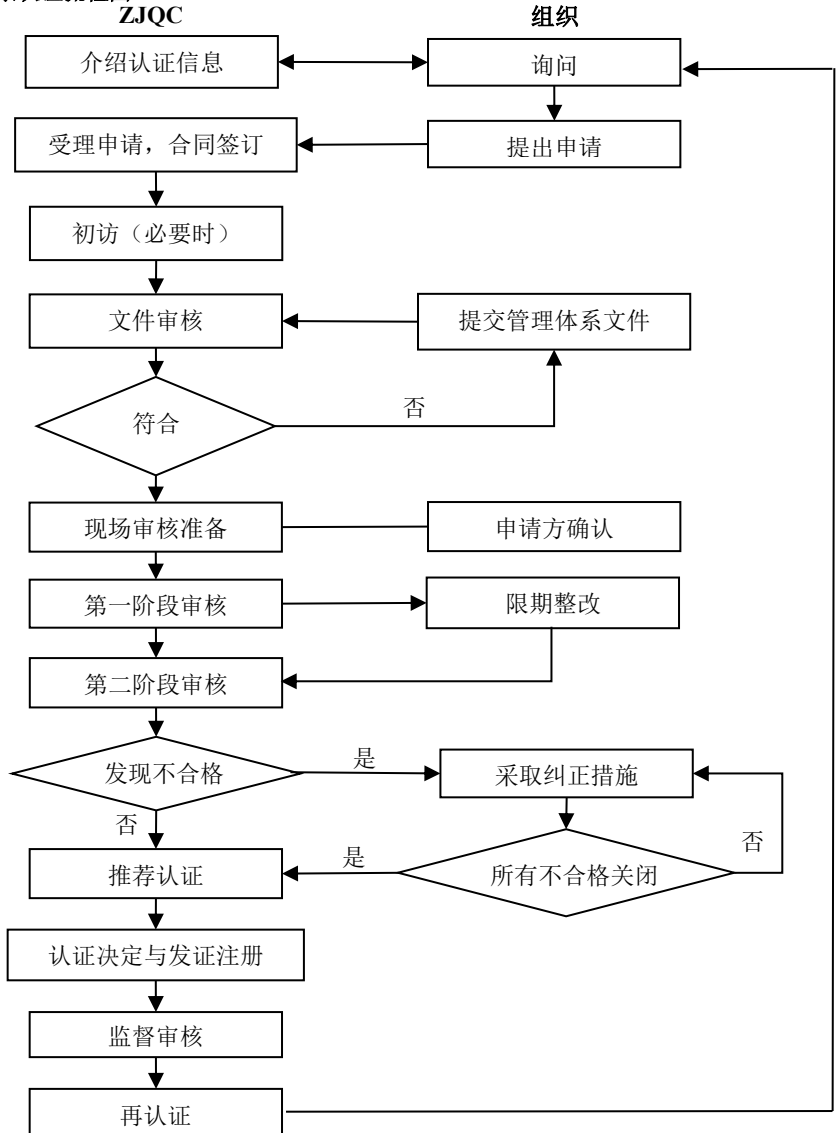 ZJQC 组织
介绍认证信息 询问
受理申请，合同签订 提出申请
初访（必要时）
文件审核 提交管理体系文件
符合 否
现场审核准备 申请方确认
第一阶段审核 限期整改
第二阶段审核
发现不合格 是 采取纠正措施
否 是 所有不合格关闭 否
推荐认证
认证决定与发证注册
监督审核
再认证